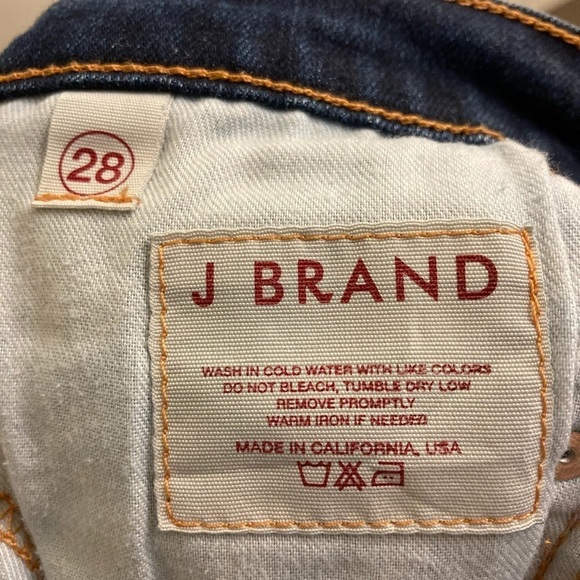 28
J BRAND
WASH IN COLD WATER WITH LIKE COLORS
DO NOT BLEACH, TUMBLE DRY LOW
REMOVE PROMPTLY
WARM IRON IF NEEDED
MADE IN CALIFORNIA, USA